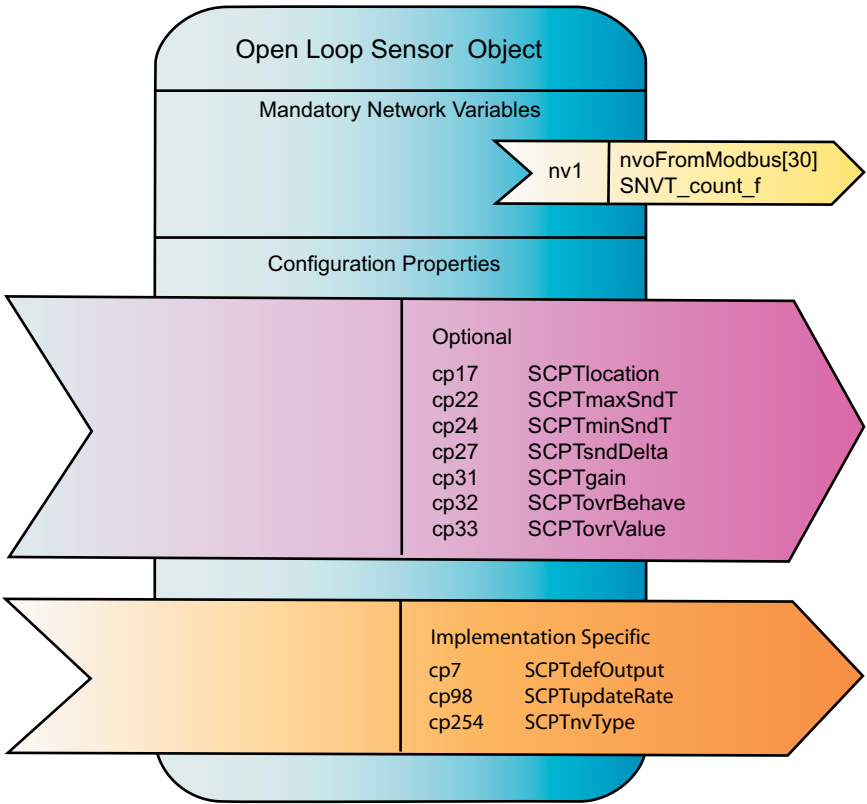 Open Loop Sensor Object
Mandatory Network Variables
nv1
nvoFromModbus[30]
SNVT_count_f
Configuration Properties
Optional
cp17 SCPTlocation
cp22 SCPTmaxSndT
cp24 SCPTminSndT
cp27 SCPTsndDelta
cp31 SCPTgain
cp32 SCPTovrBehave
cp33 SCPTovrValue
Implementation Specific
cp7 SCPTdefOutput
cp98 SCPTupdateRate
cp254 SCPTnvType